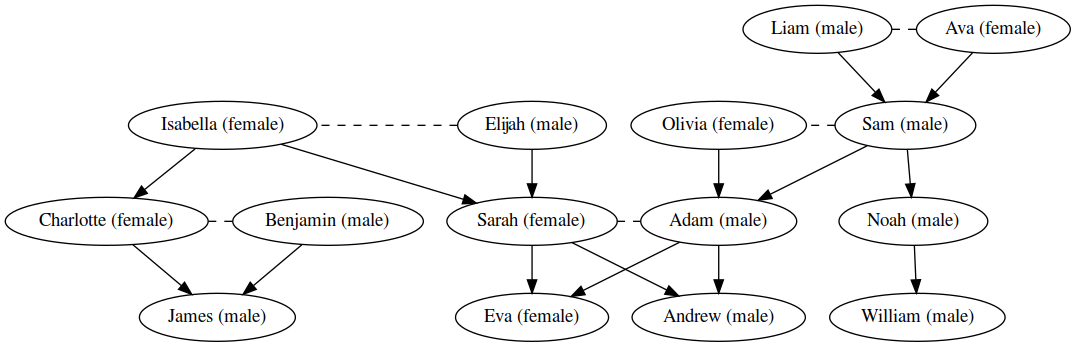 Liam (male)
Ava (female)
Isabella (female)
Elijah (male)
Olivia (female)
Sam (male)
Charlotte (female)
Benjamin (male)
Sarah (female)
Adam (male)
Noah (male)
James (male)
Eva (female)
Andrew (male)
William (male)